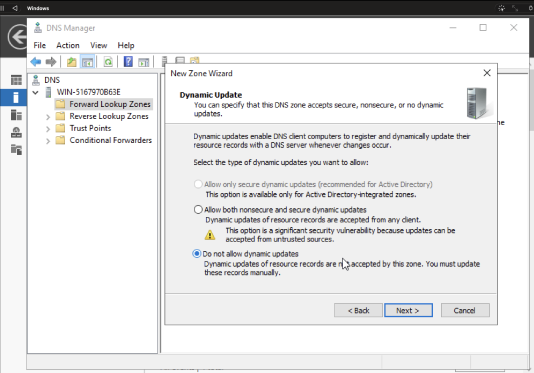 Windows
DNS Manager
File Action View Help
DNS
WIN-5167970B63E
Forward Lookup Zones
Reverse Lookup Zones
Trust Points
Conditional Forwarders
New Zone Wizard
Dynamic Update
You can specify that this DNS zone accepts secure, nonsecure, or no dynamic
updates.
Dynamic updates enable DNS client computers to register and dynamically update their
resource records with a DNS server whenever changes occur.
Select the type of dynamic updates you want to allow:
Allow only secure dynamic updates (recommended for Active Directory)
This option is available only for Active Directory-integrated zones.
Allow both nonsecure and secure dynamic updates
Dynamic updates of resource records are accepted from any client.
This option is a significant security vulnerability because updates can be
accepted from untrusted sources.
Do not allow dynamic updates
Dynamic updates of resource records are not accepted by this zone. You must update
these records manually.
< Back Next > Cancel